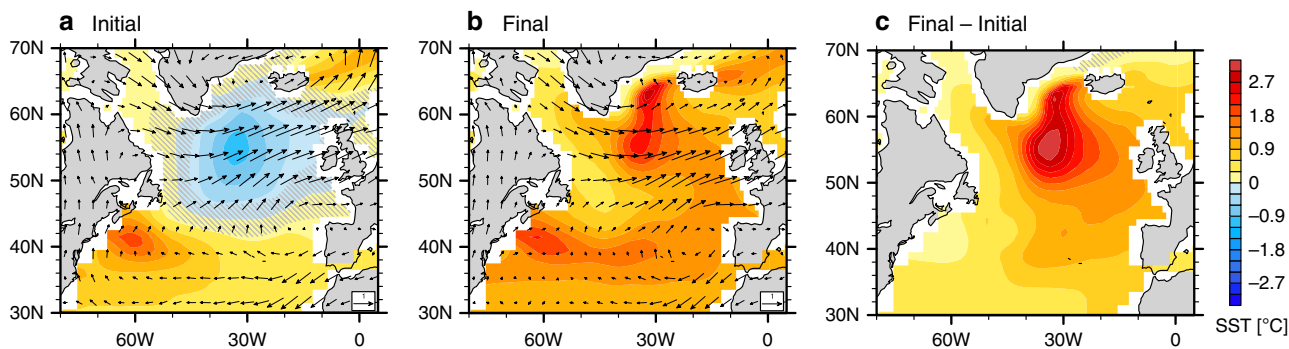 a Initial
b Final
c Final – Initial
70N
60N
50N
40N
30N
60W
30W
0
1
70N
60N
50N
40N
30N
60W
30W
0
1
70N
60N
50N
40N
30N
60W
30W
0
2.7
1.8
0.9
0
–0.9
–1.8
–2.7
SST [°C]